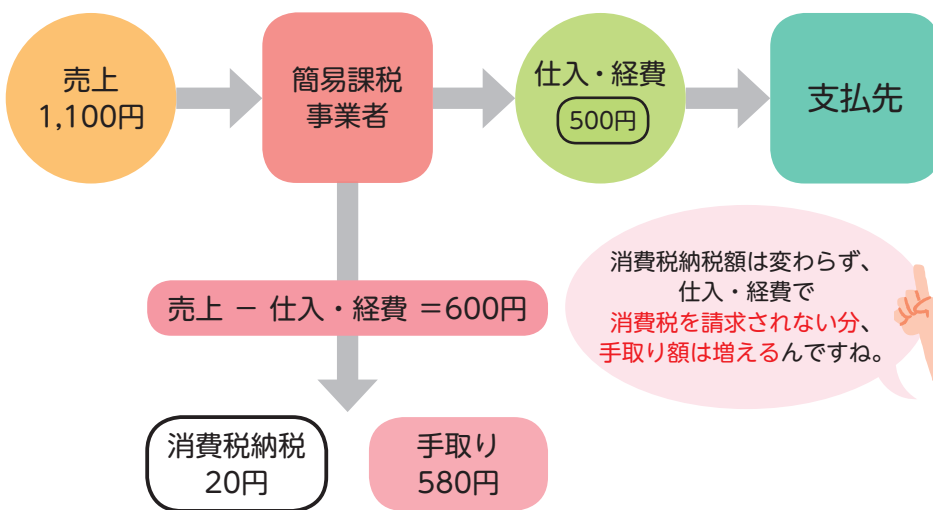 売上
1,100円
簡易課税
事業者
仕入・経費
500円
支払先
売上 － 仕入・経費 ＝600円
消費税納税額は変わらず、
仕入・経費で
消費税を請求されない分、
手取り額は増えるんですね。
消費税納税
20円
手取り
580円